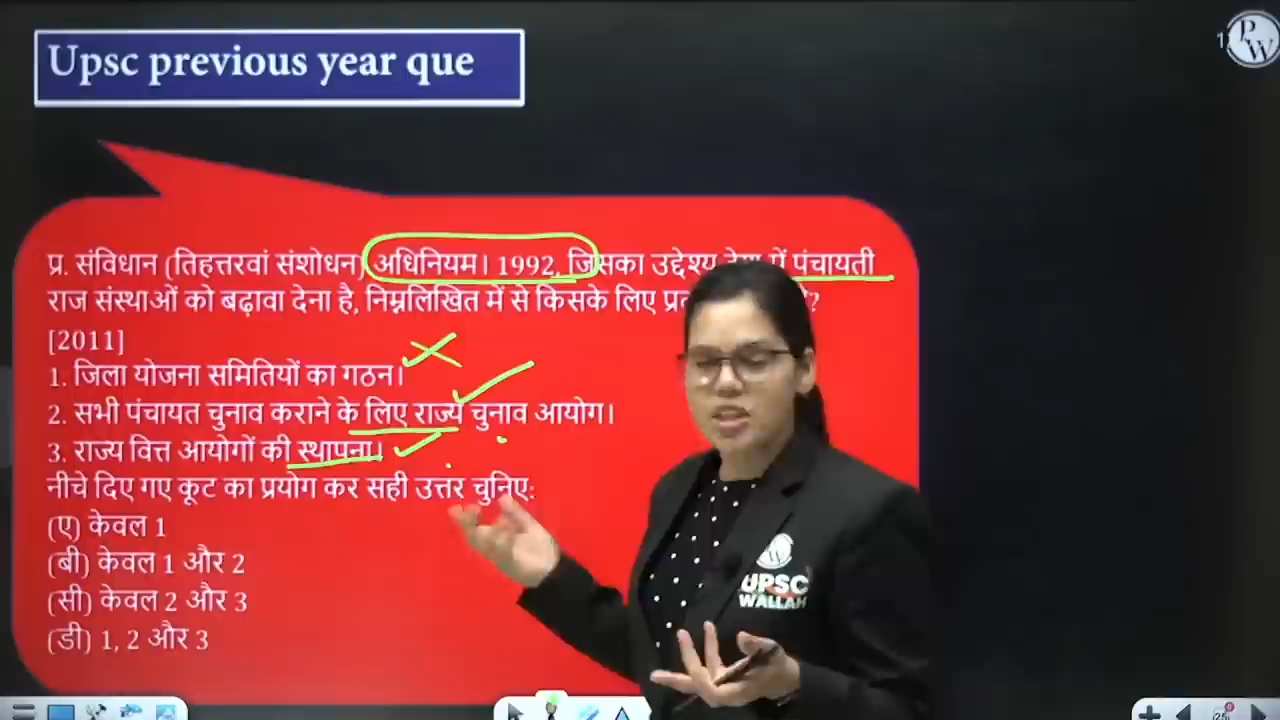 Upsc previous year que
PW
प्र. संविधान (तिहत्तरवां संशोधन) अधिनियम। 1992, जिसका उद्देश्य में पंचायती
राज संस्थाओं को बढ़ावा देना है, निम्नलिखित में से किसके लिए
[2011]
1. जिला योजना समितियों का गठन।
2. सभी पंचायत चुनाव कराने के लिए राज्य चुनाव आयोग।
3. राज्य वित्त आयोगों की स्थापना।
नीचे दिए गए कूट का प्रयोग कर सही उत्तर चुनिए:
(ए) केवल 1
(बी) केवल 1 और 2
(सी) केवल 2 और 3
(डी) 1, 2 और 3
UPSC
WALLAH
25